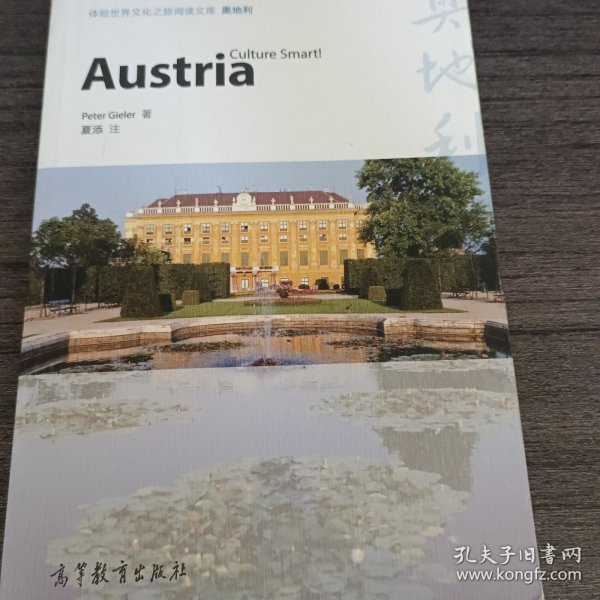 体验世界文化之旅阅读文库 奥地利
奥地利
Culture Smart!
Austria
Peter Gieler 著
夏添 注
高等教育出版社
孔夫子旧书网
www.kongfz.com